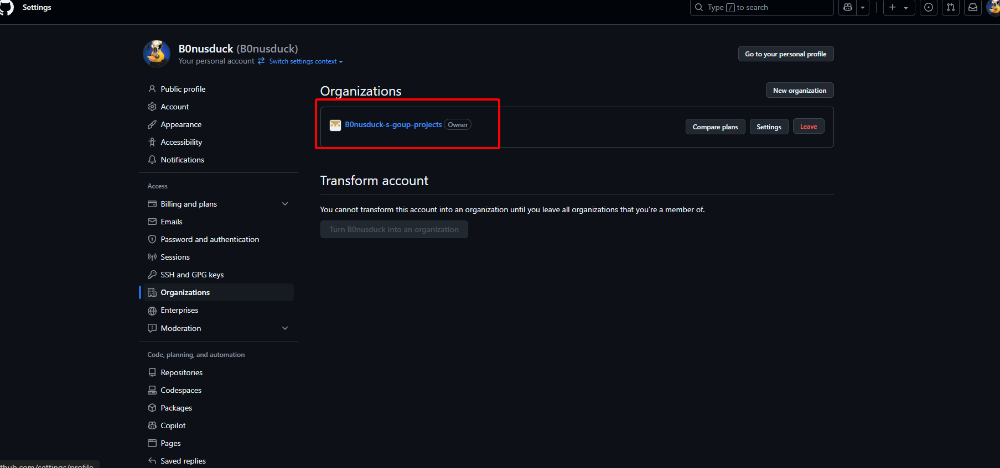 Settings
Type / to search
B0nusduck (B0nusduck)
Your personal account Switch settings context
Go to your personal profile
Public profile
Account
Appearance
Accessibility
Notifications
Access
Billing and plans
Emails
Password and authentication
Sessions
SSH and GPG keys
Organizations
Enterprises
Moderation
Code, planning, and automation
Repositories
Codespaces
Packages
Copilot
Pages
Saved replies
Organizations
New organization
B0nusduck-s-goup-projects Owner
Compare plans
Settings
Leave
Transform account
You cannot transform this account into an organization until you leave all organizations that you’re a member of.
Turn B0nusduck into an organization
thub.com/settings/profile